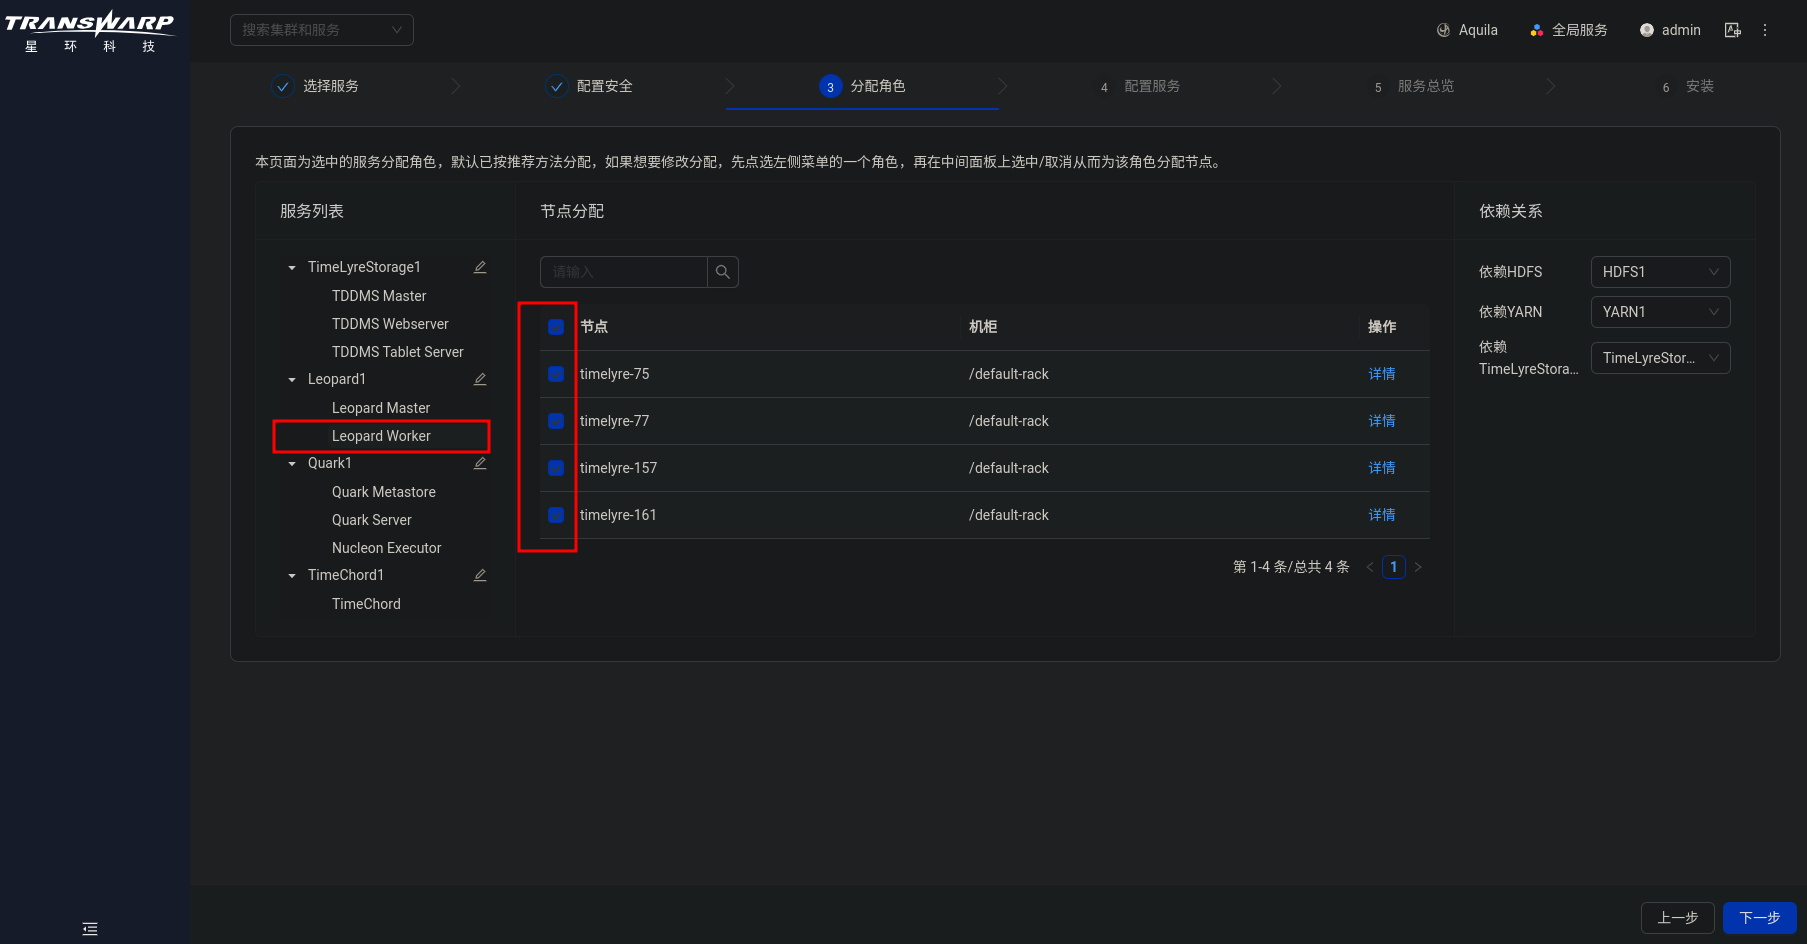 TRANSWARP
星环科技
搜索集群和服务
Aquila
全局服务
admin
选择服务
配置安全
3 分配角色
4 配置服务
5 服务总览
6 安装
本页面为选中的服务分配角色，默认已按推荐方法分配，如果想要修改分配，先点选左侧菜单的一个角色，再在中间面板上选中/取消从而为该角色分配节点。
服务列表
TimeLyreStorage1
TDDMS Master
TDDMS Webserver
TDDMS Tablet Server
Leopard1
Leopard Master
Leopard Worker
Quark1
Quark Metastore
Quark Server
Nucleon Executor
TimeChord1
TimeChord
节点分配
请输入
节点 机柜 操作
timelyre-75 /default-rack 详情
timelyre-77 /default-rack 详情
timelyre-157 /default-rack 详情
timelyre-161 /default-rack 详情
第 1-4 条/总共 4 条 1
依赖关系
依赖HDFS HDFS1
依赖YARN YARN1
依赖
TimeLyreStora... TimeLyreStor...
上一步
下一步